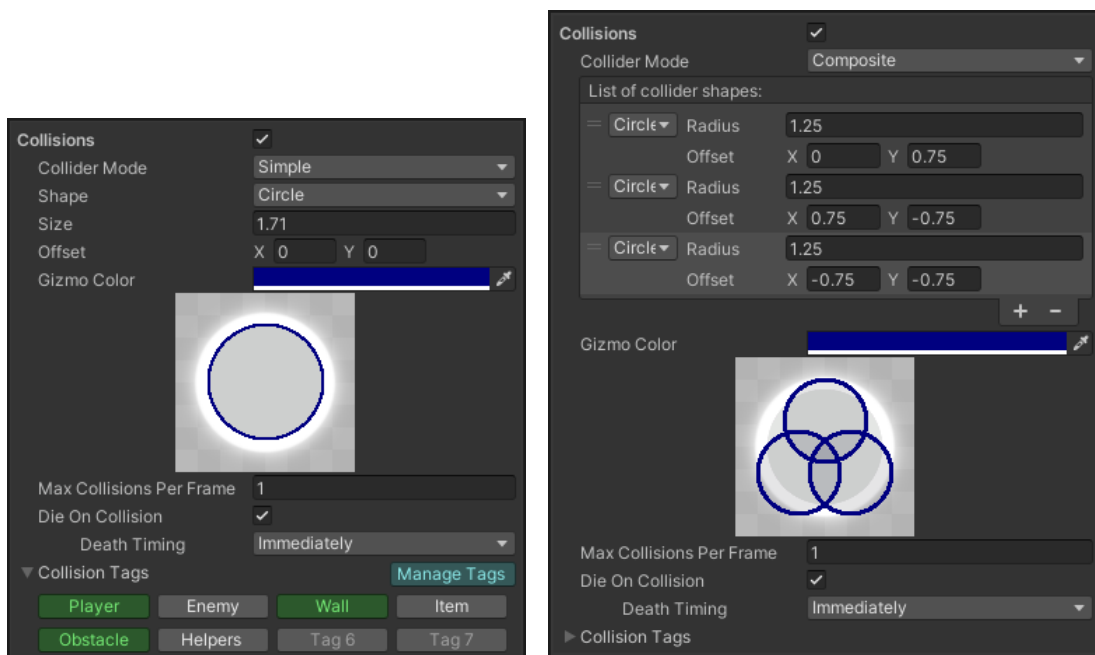 Collisions
Collider Mode Simple
Shape Circle
Size 1.71
Offset X 0 Y 0
Gizmo Color
Max Collisions Per Frame 1
Die On Collision
Death Timing Immediately
Collision Tags Manage Tags
Player Enemy Wall Item
Obstacle Helpers Tag 6 Tag 7
Collisions
Collider Mode Composite
List of collider shapes:
Circle Radius 1.25
Offset X 0 Y 0.75
Circle Radius 1.25
Offset X 0.75 Y -0.75
Circle Radius 1.25
Offset X -0.75 Y -0.75
+ -
Gizmo Color
Max Collisions Per Frame 1
Die On Collision
Death Timing Immediately
Collision Tags